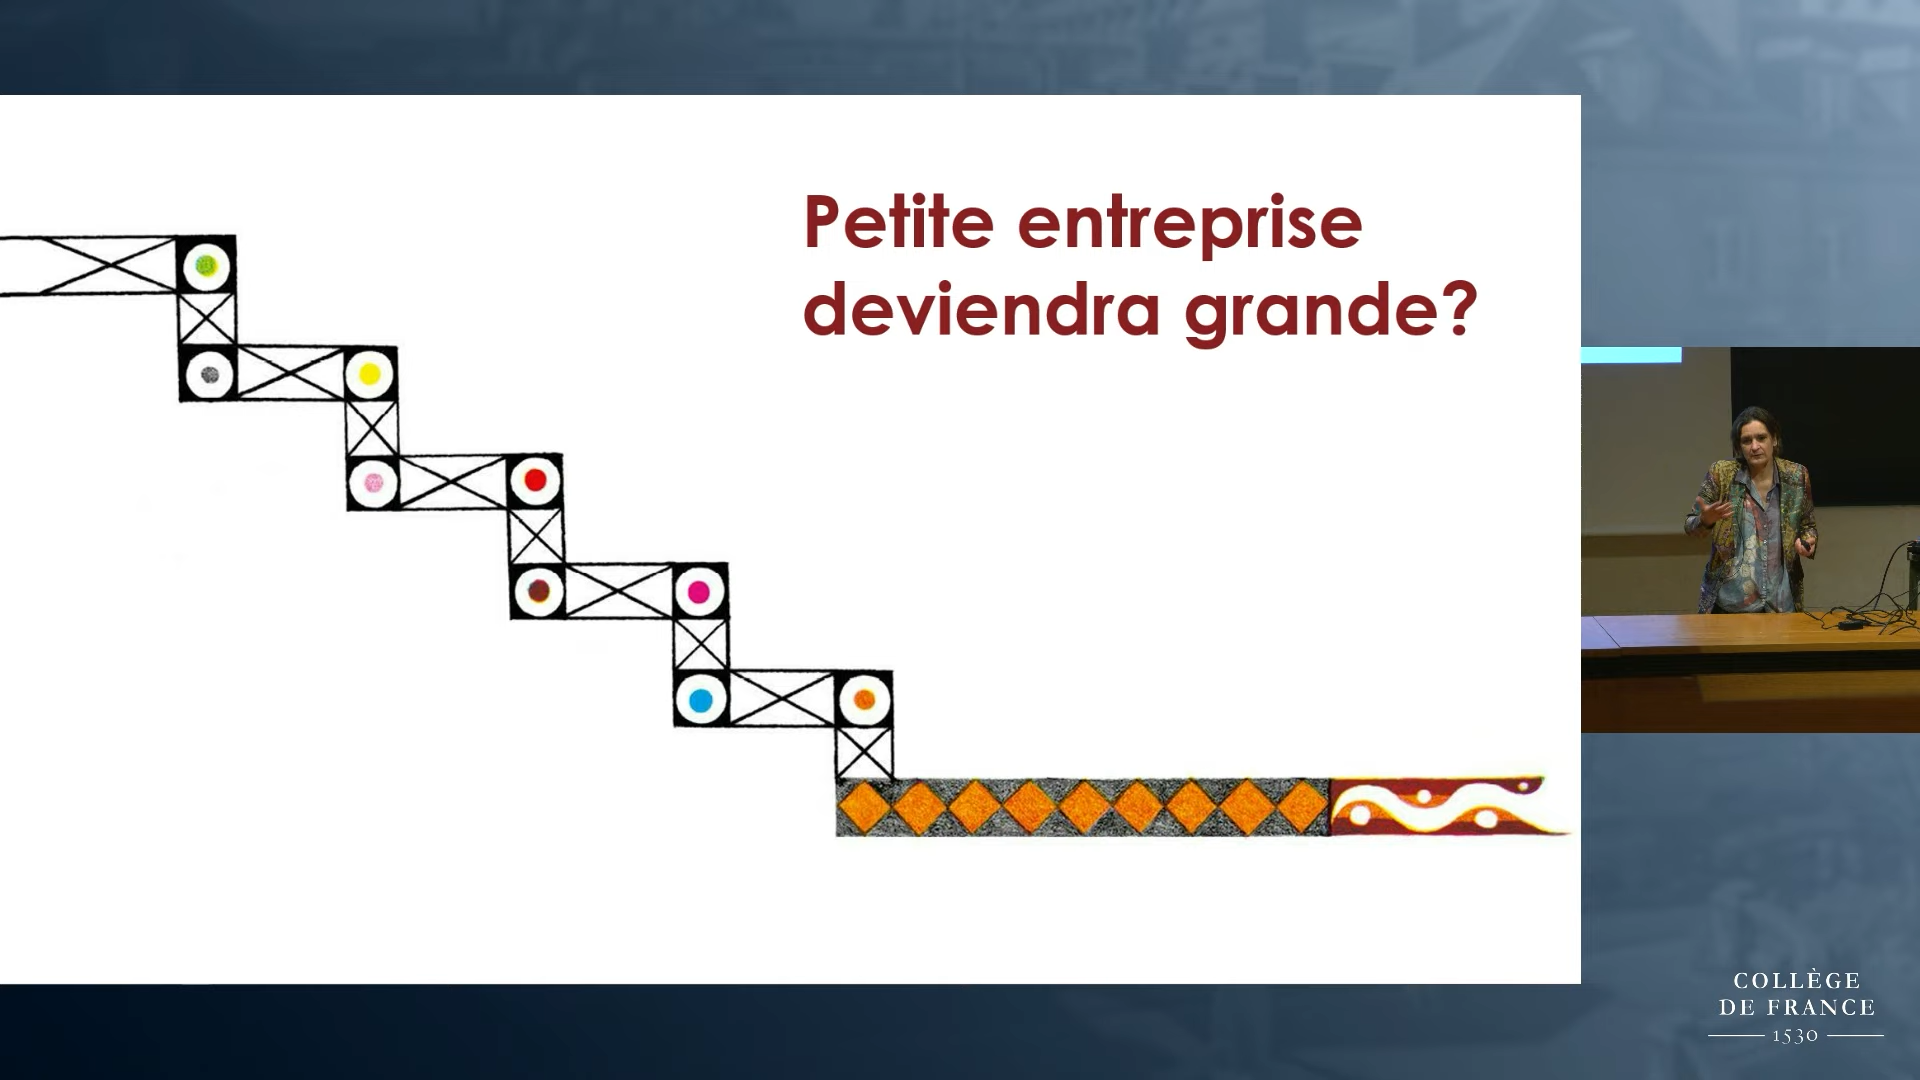 Petite entreprise
deviendra grande?
COLLÈGE
DE FRANCE
1530